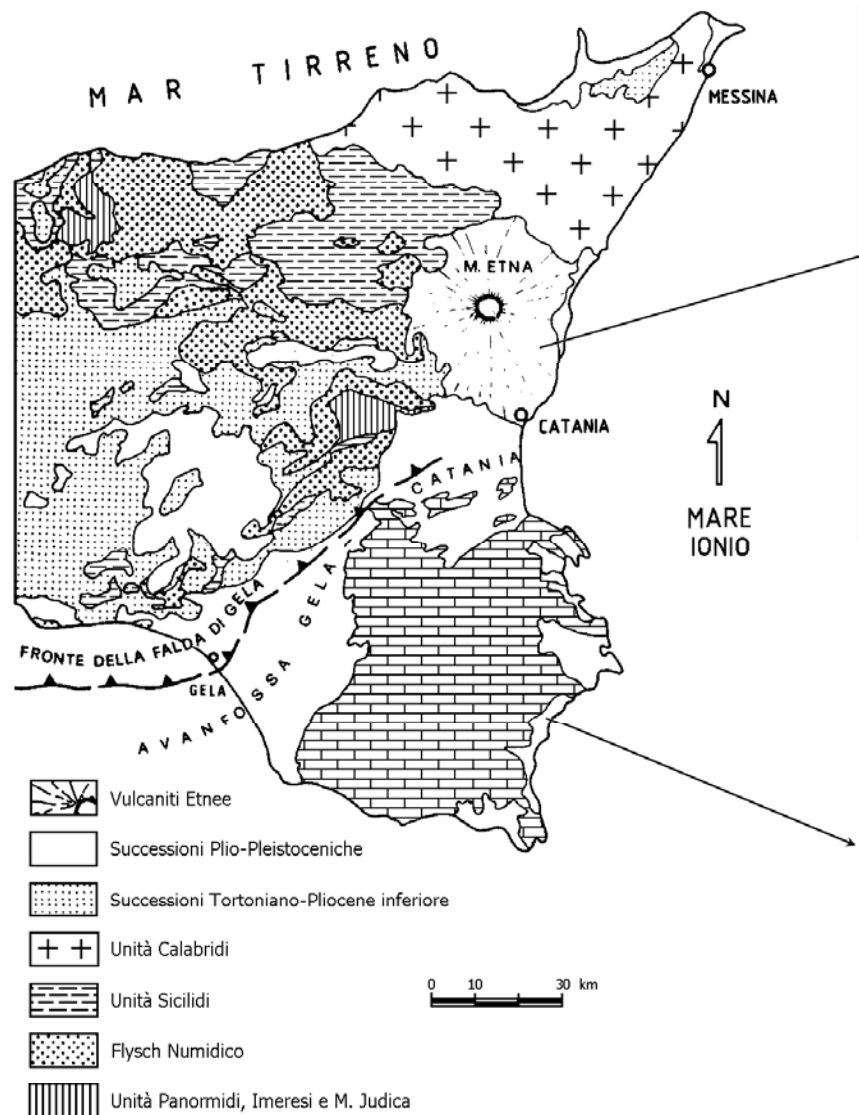 MAR TIRRENO
MESSINA
M. ETNA
CATANIA
N
MARE
IONIO
CATANIA
FRONTE DELLA FALDA DI GELA
GELA
AVANFOSSA GELA
Vulcaniti Etnee
Successioni Plio-Pleistoceniche
Successioni Tortoniano-Pliocene inferiore
Unità Calabridi
Unità Sicilidi
Flysch Numidico
Unità Panormidi, Imeresi e M. Judica
0 10 30 km